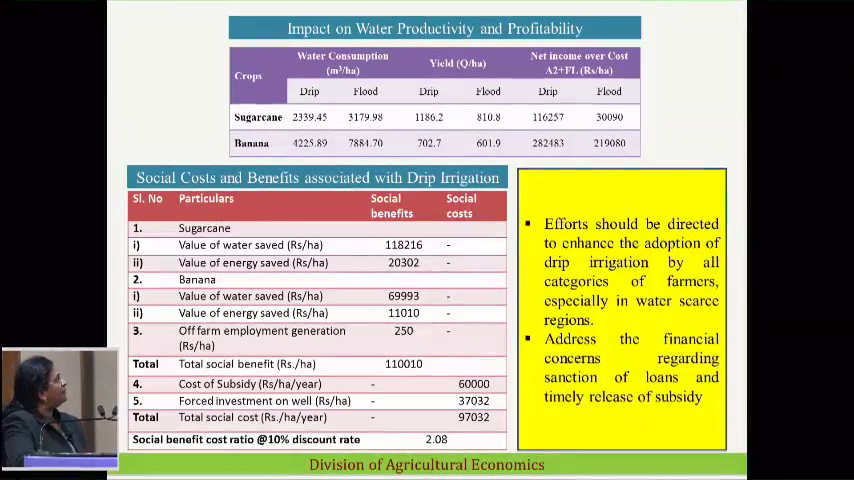 Impact on Water Productivity and Profitability
Crops Water Consumption (m³/ha) Yield (Q/ha) Net income over Cost A2+FL (Rs/ha)
Drip Flood Drip Flood Drip Flood
Sugarcane 2339.45 3179.98 1186.2 810.8 116257 30090
Banana 4225.89 7884.70 702.7 601.9 282483 219080
Social Costs and Benefits associated with Drip Irrigation
Sl. No Particulars Social benefits Social costs
1. Sugarcane
i) Value of water saved (Rs/ha) 118216 -
ii) Value of energy saved (Rs/ha) 20302 -
2. Banana
i) Value of water saved (Rs/ha) 69993 -
ii) Value of energy saved (Rs/ha) 11010 -
3. Off farm employment generation (Rs/ha) 250 -
Total Total social benefit (Rs./ha) 110010
4. Cost of Subsidy (Rs/ha/year) - 60000
5. Forced investment on well (Rs/ha) - 37032
Total Total social cost (Rs./ha/year) - 97032
Social benefit cost ratio @10% discount rate 2.08
▪ Efforts should be directed
to enhance the adoption of
drip irrigation by all
categories of farmers,
especially in water scarce
regions.
▪ Address the financial
concerns regarding
sanction of loans and
timely release of subsidy
Division of Agricultural Economics